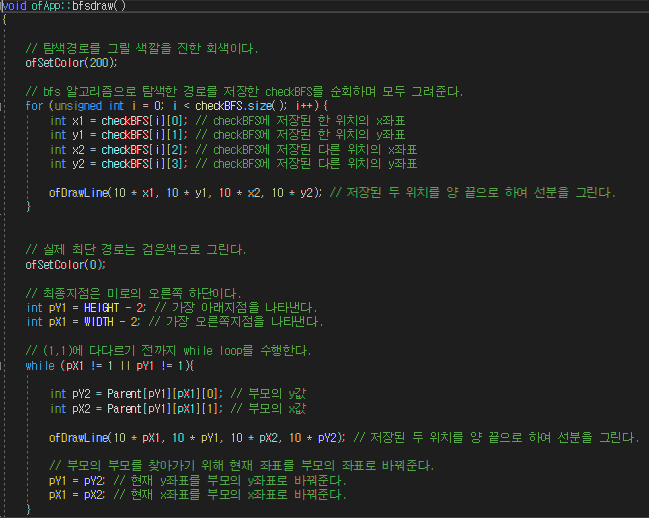 void ofApp::bfsdraw()
{
// 탐색경로를 그릴 색깔을 진한 회색이다.
ofSetColor(200);
// bfs 알고리즘으로 탐색한 경로를 저장한 checkBFS를 순회하며 모두 그려준다.
for (unsigned int i = 0; i < checkBFS.size(); i++) {
int x1 = checkBFS[i][0]; // checkBFS에 저장된 한 위치의 x좌표
int y1 = checkBFS[i][1]; // checkBFS에 저장된 한 위치의 y좌표
int x2 = checkBFS[i][2]; // checkBFS에 저장된 다른 위치의 x좌표
int y2 = checkBFS[i][3]; // checkBFS에 저장된 다른 위치의 y좌표
ofDrawLine(10 * x1, 10 * y1, 10 * x2, 10 * y2); // 저장된 두 위치를 양 끝으로 하여 선분을 그린다.
}
// 실제 최단 경로는 검은색으로 그린다.
ofSetColor(0);
// 최종지점은 미로의 오른쪽 하단이다.
int pY1 = HEIGHT - 2; // 가장 아래지점을 나타낸다.
int pX1 = WIDTH - 2; // 가장 오른쪽지점을 나타낸다.
// (1,1)에 다다르기 전까지 while loop를 수행한다.
while (pX1 != 1 || pY1 != 1){
int pY2 = Parent[pY1][pX1][0]; // 부모의 y값
int pX2 = Parent[pY1][pX1][1]; // 부모의 x값
ofDrawLine(10 * pX1, 10 * pY1, 10 * pX2, 10 * pY2); // 저장된 두 위치를 양 끝으로 하여 선분을 그린다.
// 부모의 부모를 찾아가기 위해 현재 좌표를 부모의 좌표로 바꿔준다.
pY1 = pY2; // 현재 y좌표를 부모의 y좌표로 바꿔준다.
pX1 = pX2; // 현재 x좌표를 부모의 x좌표로 바꿔준다.
}